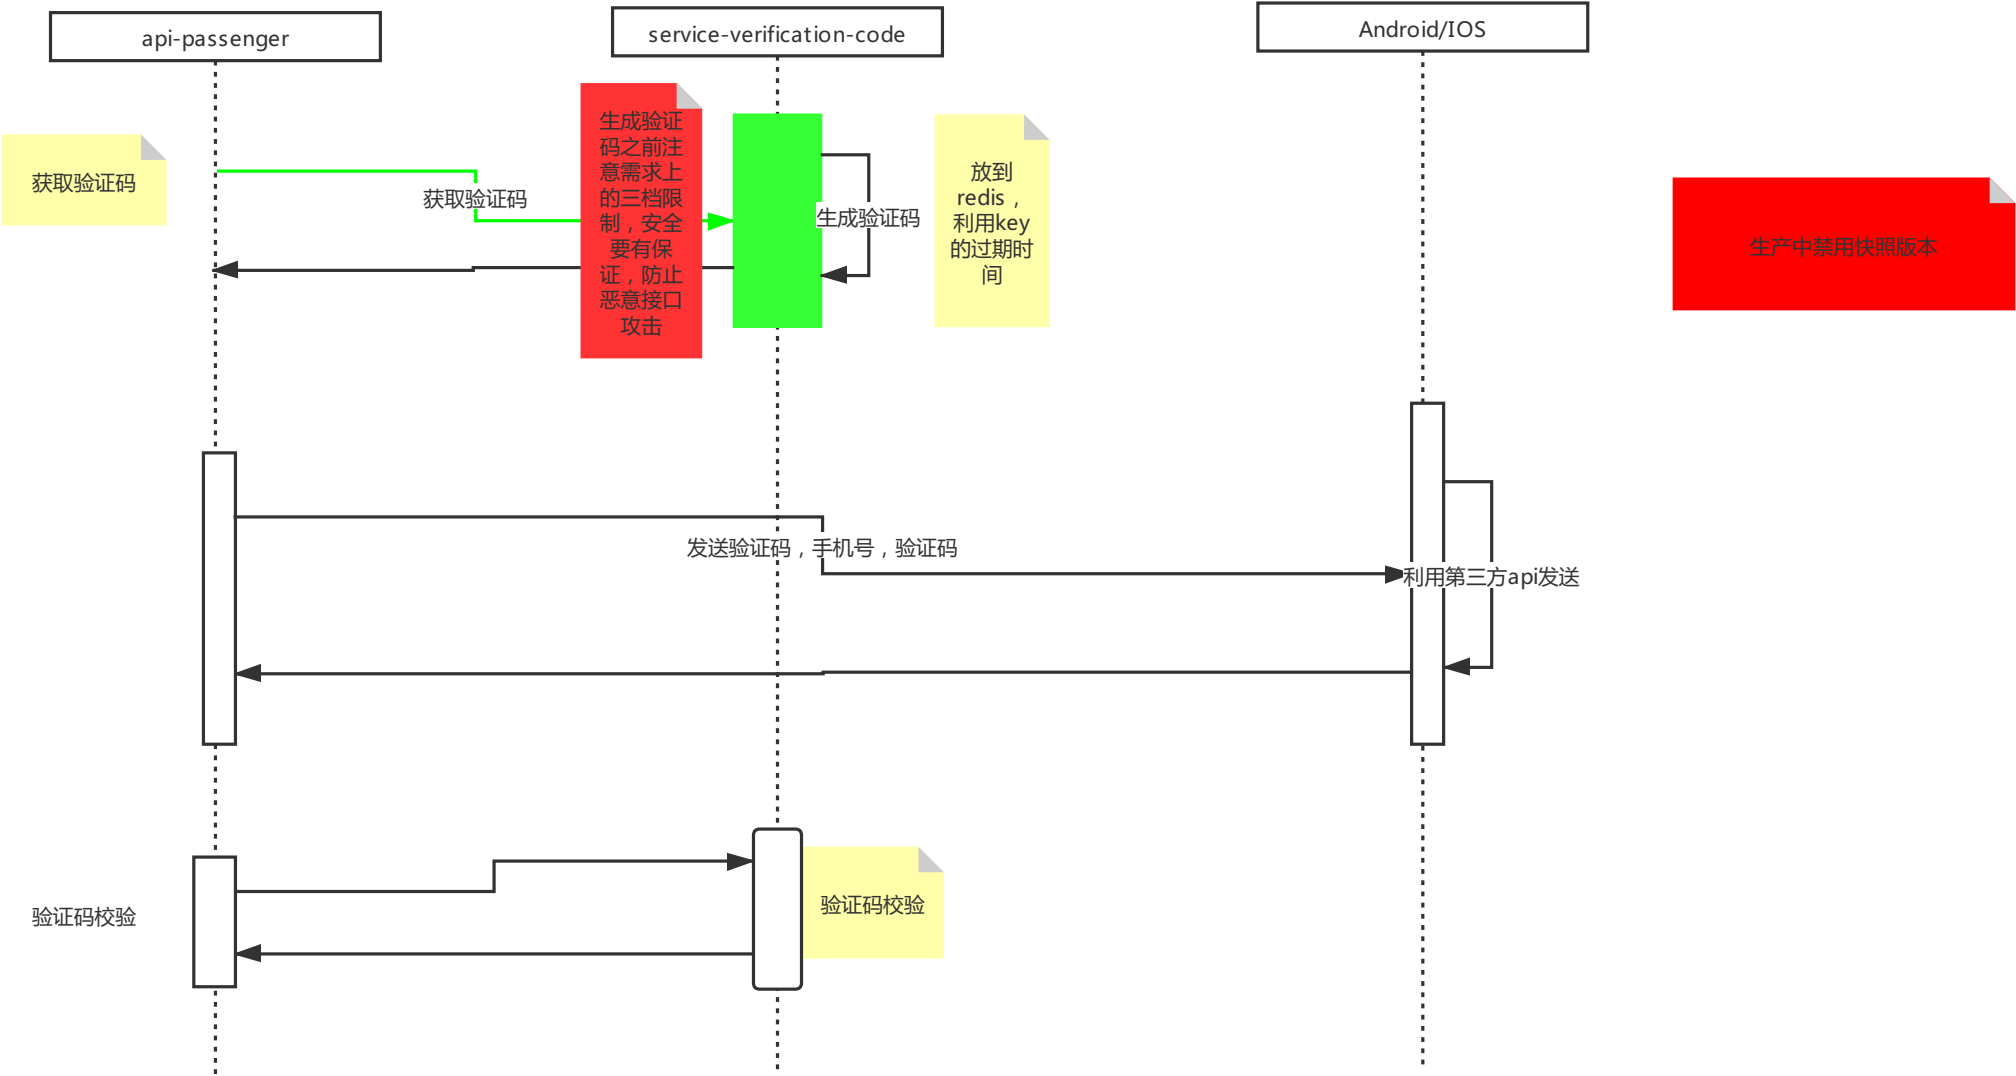 api-passenger
service-verification-code
Android/IOS
获取验证码
获取验证码
生成验证
码之前注
意需求上
的三档限
制，安全
要有保
证，防止
恶意接口
攻击
生成验证码
放到
redis，
利用key
的过期时
间
生产中禁用快照版本
发送验证码，手机号，验证码
利用第三方api发送
验证码校验
验证码校验